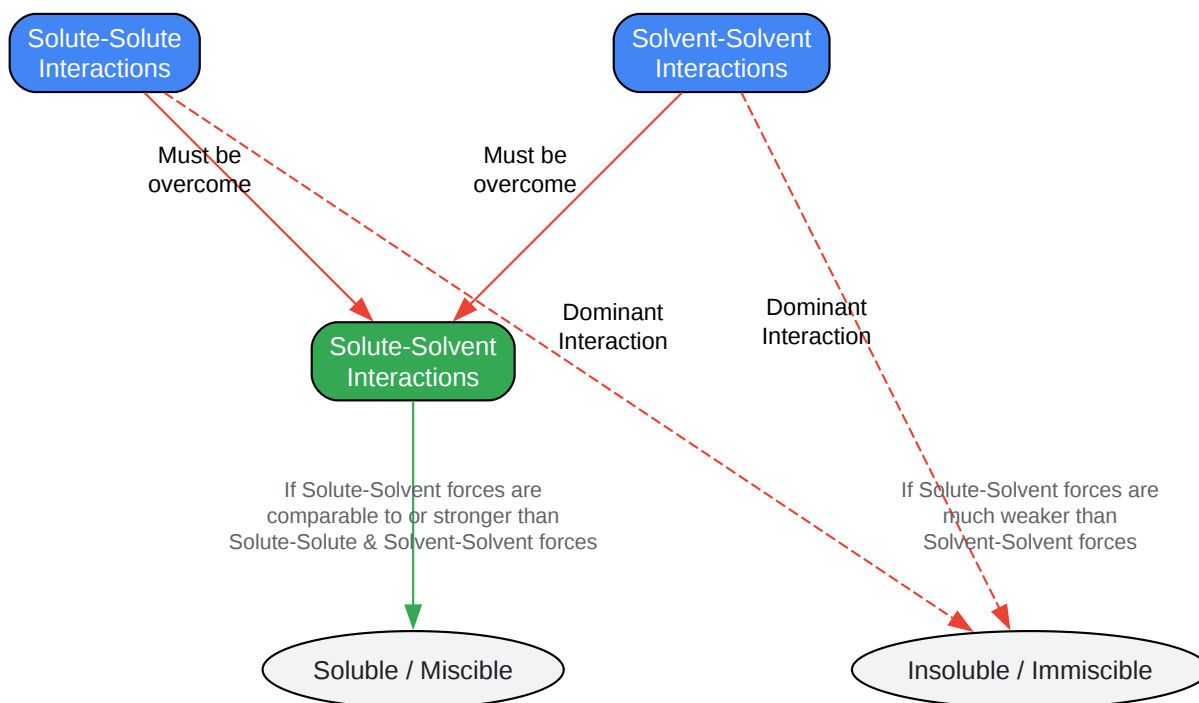 Solute-Solute
Interactions
Solvent-Solvent
Interactions
Must be
overcome
Must be
overcome
Dominant
Interaction
Dominant
Interaction
Solute-Solvent
Interactions
If Solute-Solvent forces are
comparable to or stronger than
Solute-Solute & Solvent-Solvent forces
If Solute-Solvent forces are
much weaker than
Solvent-Solvent forces
Soluble / Miscible
Insoluble / Immiscible